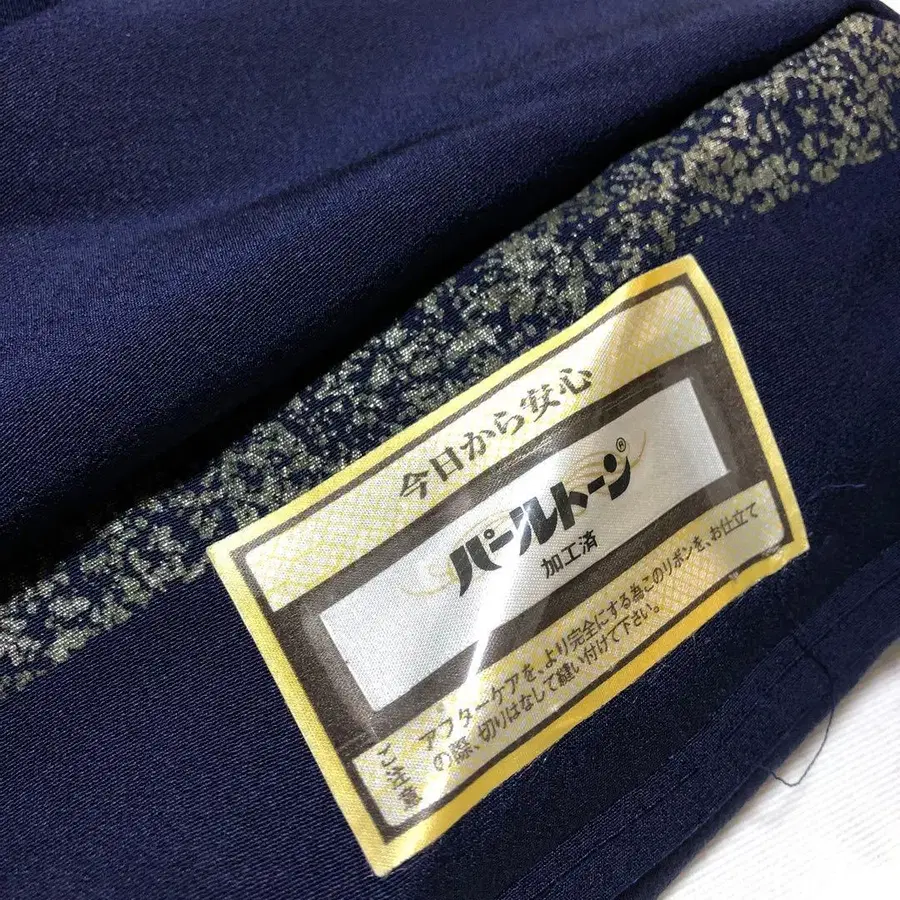 今日から安心
パールトーン®
加工済
ご注意
アフターケアを、より完全にする為このリボンを、お仕立て
の際、切りはなして縫い付けて下さい。